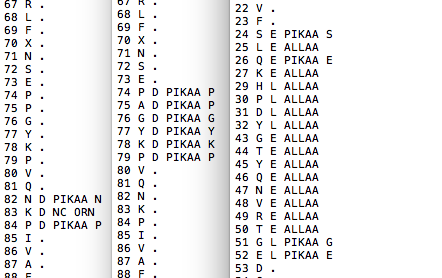 67 R .
68 L .
69 F .
70 X .
71 N .
72 S .
73 E .
74 P .
75 P .
76 G .
77 Y .
78 K .
79 P .
80 V .
81 Q .
82 N D PIKAA N
83 K D NC ORN
84 P D PIKAA P
85 I .
86 V .
87 A .
88
67 R .
68 L .
69 F .
70 X .
71 N .
72 S .
73 E .
74 P D PIKAA P
75 A D PIKAA P
76 G D PIKAA G
77 Y D PIKAA Y
78 K D PIKAA K
79 P D PIKAA P
80 V .
81 Q .
82 N .
83 K .
84 P .
85 I .
86 V .
87 A .
88 F .
22 V .
23 F .
24 S E PIKAA S
25 L E ALLAA
26 Q E PIKAA E
27 K E ALLAA
29 H L ALLAA
30 P L ALLAA
31 D L ALLAA
32 Y L ALLAA
43 G E ALLAA
44 T E ALLAA
45 Y E ALLAA
46 Q E ALLAA
47 N E ALLAA
48 V E ALLAA
49 R E ALLAA
50 T E ALLAA
51 G L PIKAA G
52 E L PIKAA E
53 D .